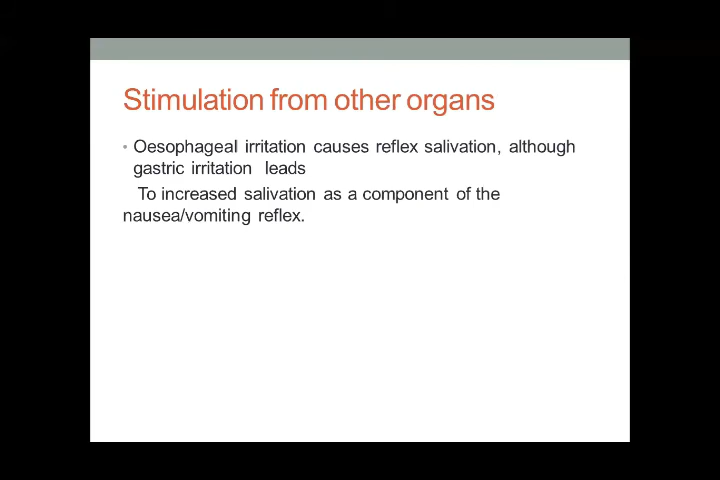 Stimulation from other organs
• Oesophageal irritation causes reflex salivation, although
gastric irritation leads
To increased salivation as a component of the
nausea/vomiting reflex.